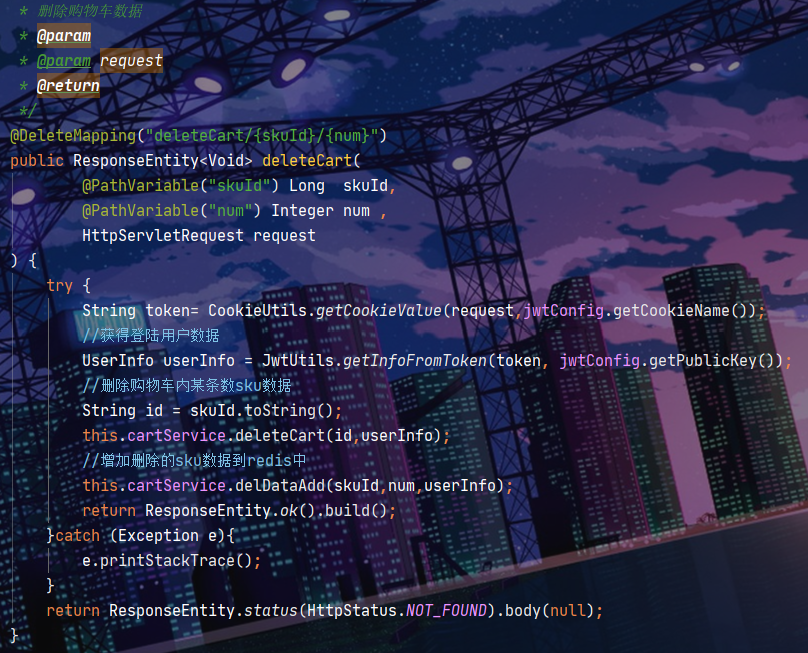 * 删除购物车数据
* @param
* @param request
* @return
*/
@DeleteMapping("deleteCart/{skuId}/{num}")
public ResponseEntity<Void> deleteCart(
@PathVariable("skuId") Long  skuId,
@PathVariable("num") Integer num ,
HttpServletRequest request
) {
try {
String token= CookieUtils.getCookieValue(request,jwtConfig.getCookieName());
//获得登陆用户数据
UserInfo userInfo = JwtUtils.getInfoFromToken(token, jwtConfig.getPublicKey());
//删除购物车内某条数sku数据
String id = skuId.toString();
this.cartService.deleteCart(id,userInfo);
//增加删除的sku数据到redis中
this.cartService.delDataAdd(skuId,num,userInfo);
return ResponseEntity.ok().build();
}catch (Exception e){
e.printStackTrace();
}
return ResponseEntity.status(HttpStatus.NOT_FOUND).body(null);
}